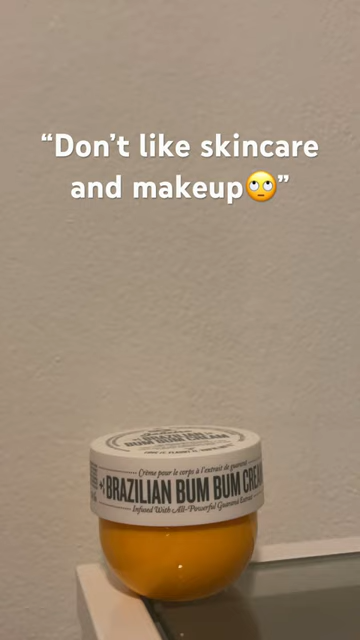 “Don’t like skincare
and makeup🙄”
Crème pour le corps à l'extrait de guaraná
BRAZILIAN BUM BUM CREAM
Infused With All-Powerful Guaraná Extract